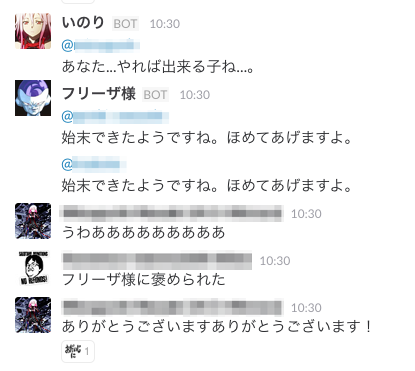 いのり BOT 10:30
@
あなた...やれば出来る子ね...。
フリーザ様 BOT 10:30
@
始末できたようですね。ほめてあげますよ。
@
始末できたようですね。ほめてあげますよ。
10:30
うわあああああああああ
10:30
フリーザ様に褒められた
NO REFUNDS!
10:30
ありがとうございますありがとうございます！
1